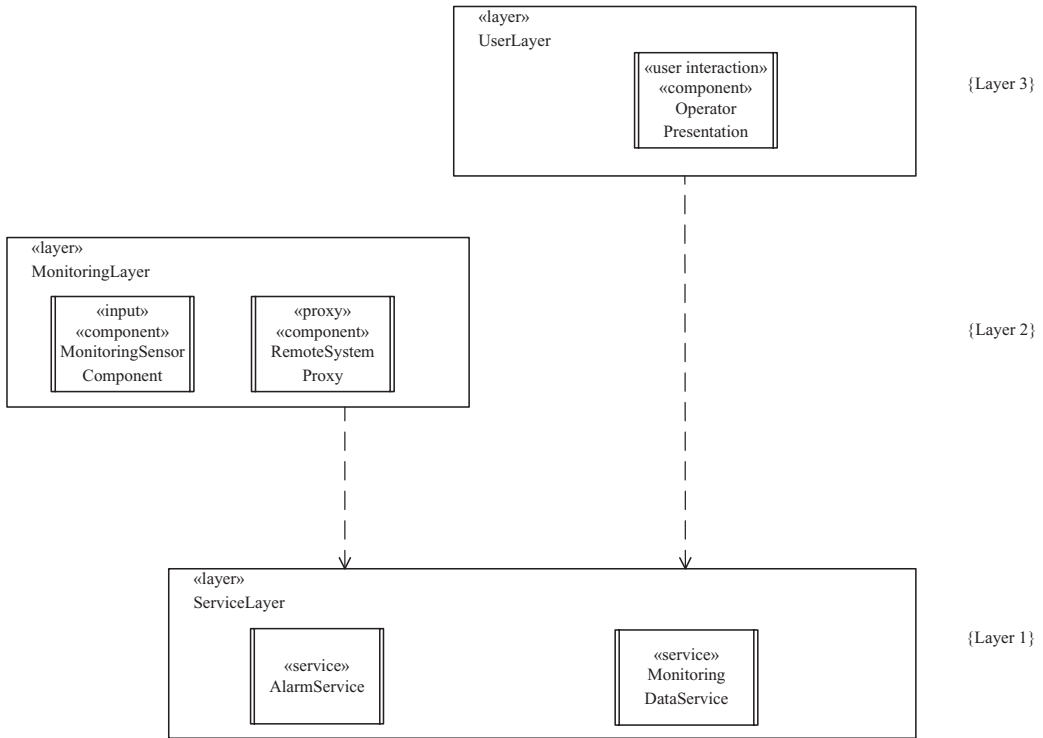 «layer»
UserLayer
«user interaction»
«component»
Operator
Presentation
{Layer 3}
«layer»
MonitoringLayer
«input»
«component»
MonitoringSensor
Component
«proxy»
«component»
RemoteSystem
Proxy
{Layer 2}
«layer»
ServiceLayer
«service»
AlarmService
«service»
Monitoring
DataService
{Layer 1}